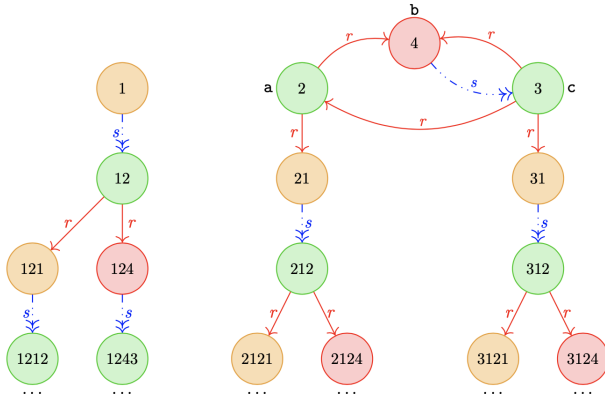 b
r 4 r
1 a 2 s 3 c
r
s r r
12 21 31
r r s s
121 124 212 312
s s r r r r
1212 1243 2121 2124 3121 3124
... ... ... ... ... ...